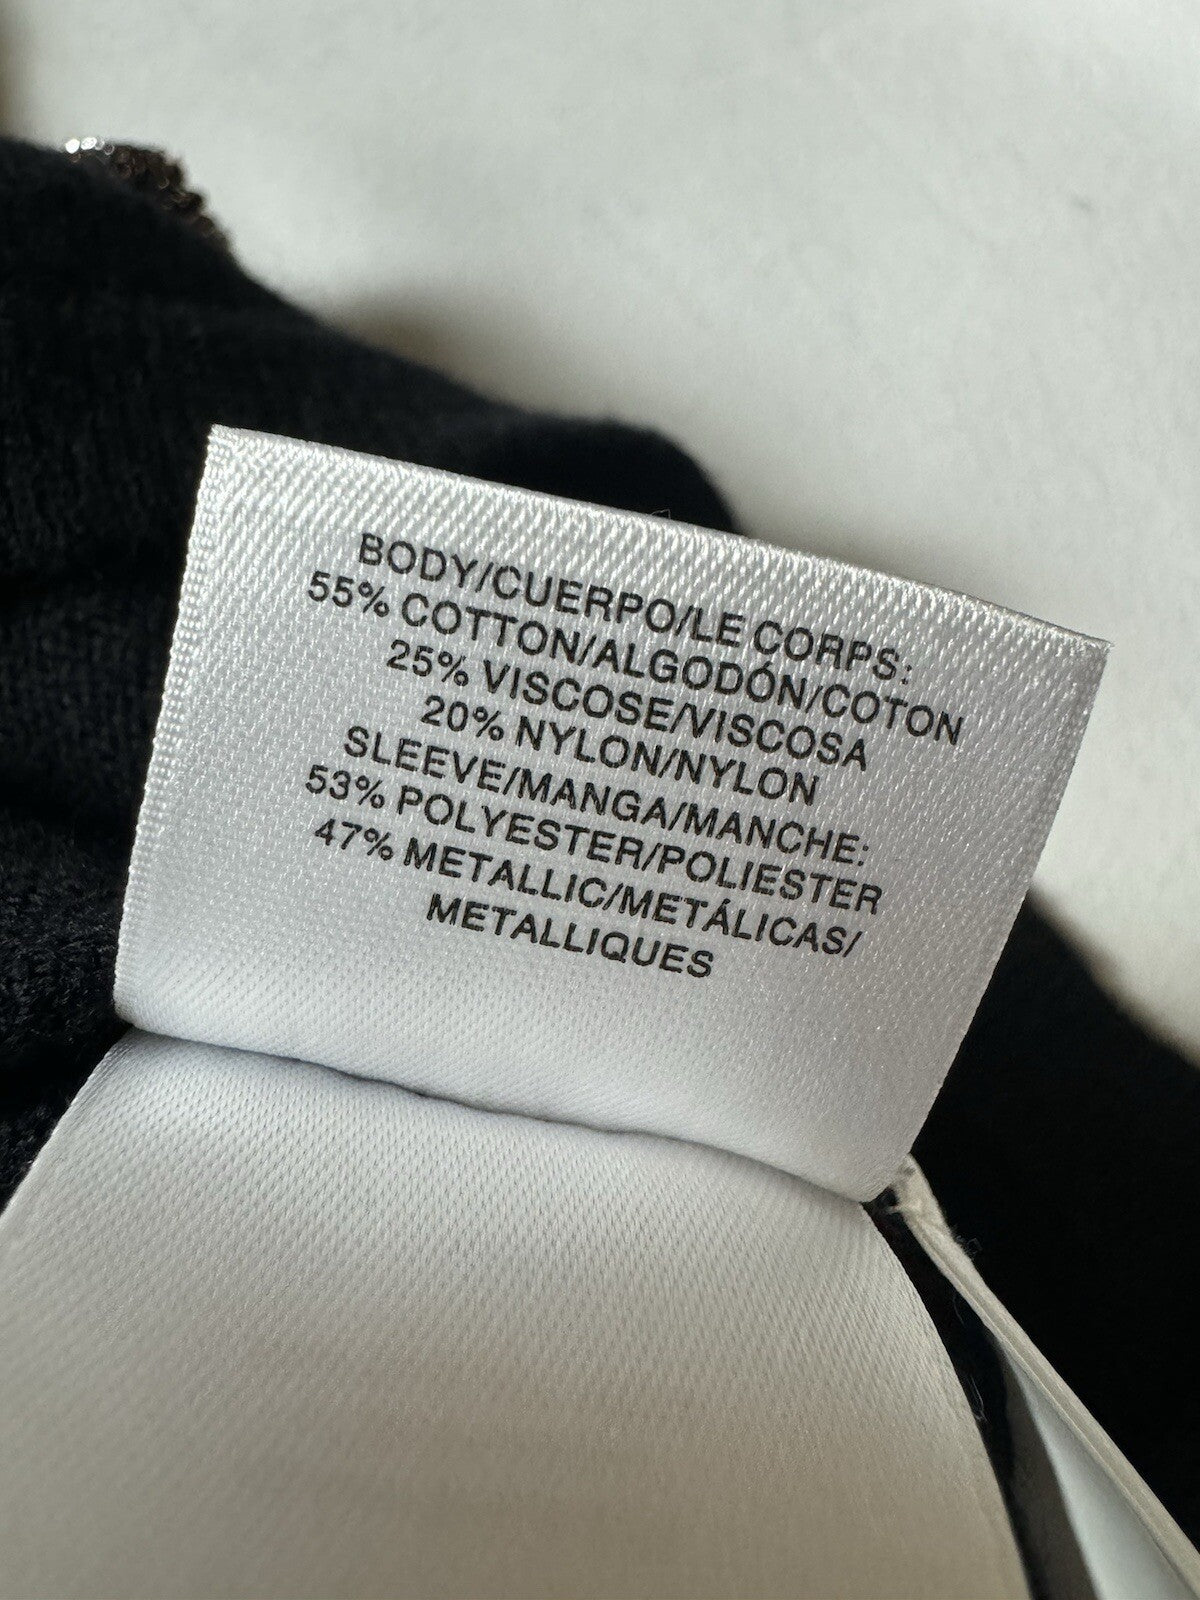 BODY/CUERPO/LE CORPS:
55% COTTON/ALGODÓN/COTON
25% VISCOSE/VISCOSA
20% NYLON/NYLON
SLEEVE/MANGA/MANCHE:
53% POLYESTER/POLIESTER
47% METALLIC/METÁLICAS/
METALLIQUES